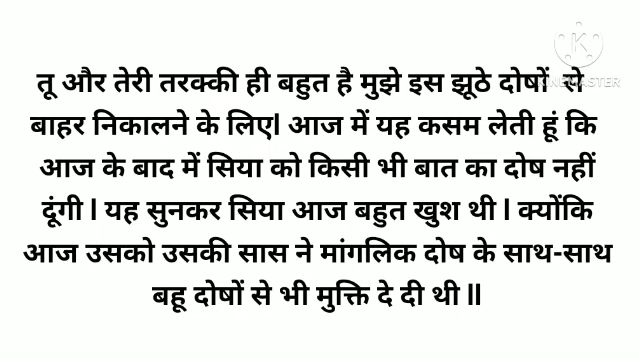 K
KINEMASTER
तू और तेरी तरक्की ही बहुत है मुझे इस झूठे दोषों से
बाहर निकालने के लिए। आज में यह कसम लेती हूं कि
आज के बाद में सिया को किसी भी बात का दोष नहीं
दूंगी । यह सुनकर सिया आज बहुत खुश थी । क्योंकि
आज उसको उसकी सास ने मांगलिक दोष के साथ-साथ
बहू दोषों से भी मुक्ति दे दी थी ॥